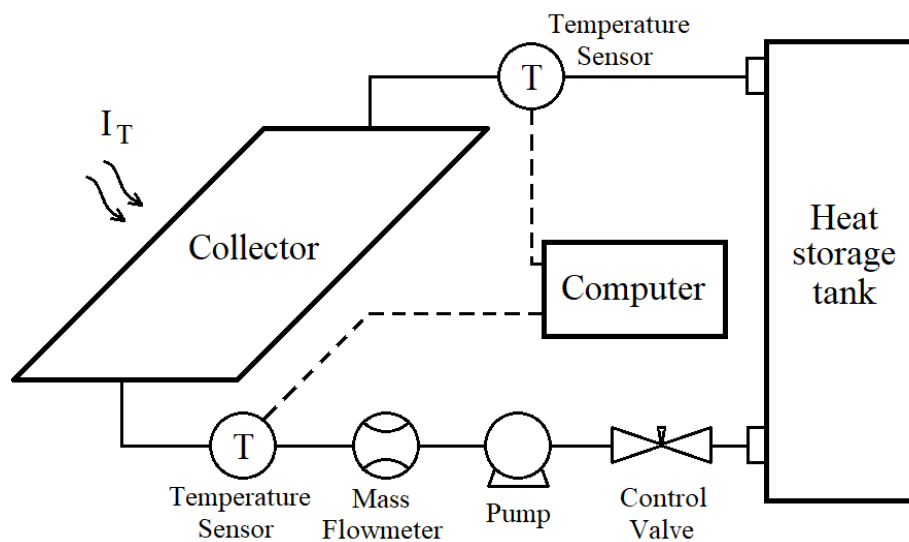 Temperature
Sensor
T
I_T
Collector
Heat
storage
tank
Computer
T
Temperature
Sensor
Mass
Flowmeter
Pump
Control
Valve